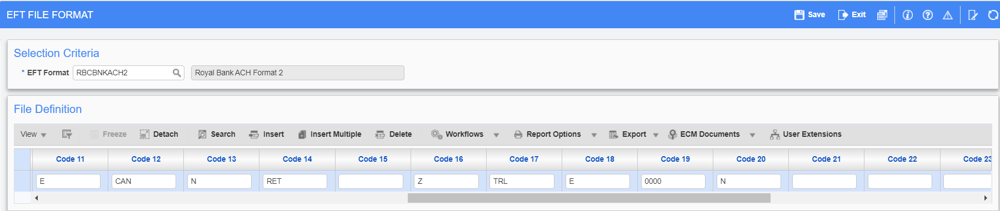 EFT FILE FORMAT Save Exit
Selection Criteria
* EFT Format RBCBNKACH2 Royal Bank ACH Format 2
File Definition
View Freeze Detach Search Insert Insert Multiple Delete Workflows Report Options Export ECM Documents User Extensions
Code 11 Code 12 Code 13 Code 14 Code 15 Code 16 Code 17 Code 18 Code 19 Code 20 Code 21 Code 22 Code 23
E CAN N RET Z TRL E 0000 N